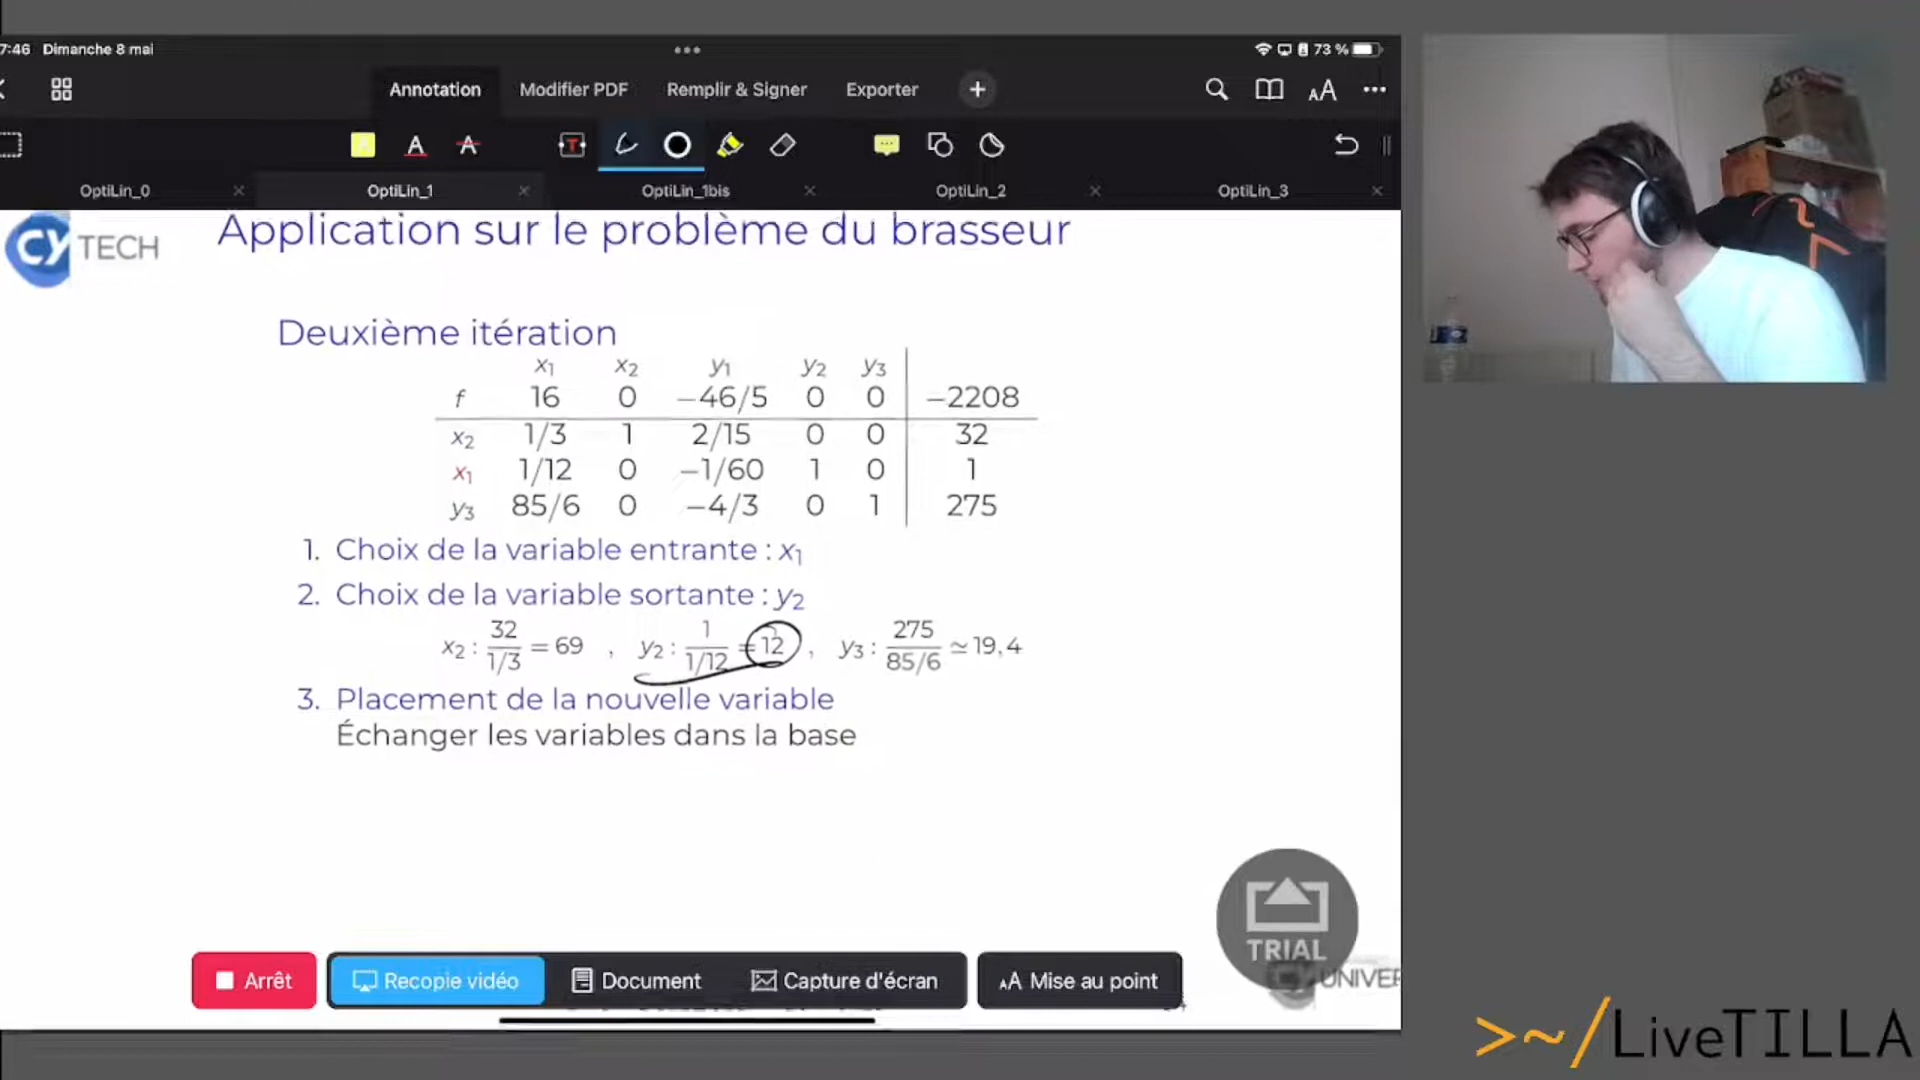 7:46 Dimanche 8 mai
73 %
Annotation Modifier PDF Remplir & Signer Exporter
OptiLin_0 OptiLin_1 OptiLin_1bis OptiLin_2 OptiLin_3
CY TECH
Application sur le problème du brasseur
Deuxième itération
x1 x2 y1 y2 y3
f 16 0 −46/5 0 0 −2208
x2 1/3 1 2/15 0 0 32
x1 1/12 0 −1/60 1 0 1
y3 85/6 0 −4/3 0 1 275
1. Choix de la variable entrante : x1
2. Choix de la variable sortante : y2
x2 : 32 / 1/3 = 69 , y2 : 1 / 1/12 = 12 , y3 : 275 / 85/6 ≃ 19,4
3. Placement de la nouvelle variable
Échanger les variables dans la base
TRIAL
CY UNIVER
Arrêt Recopie vidéo Document Capture d'écran AA Mise au point
>~/LiveTILLA